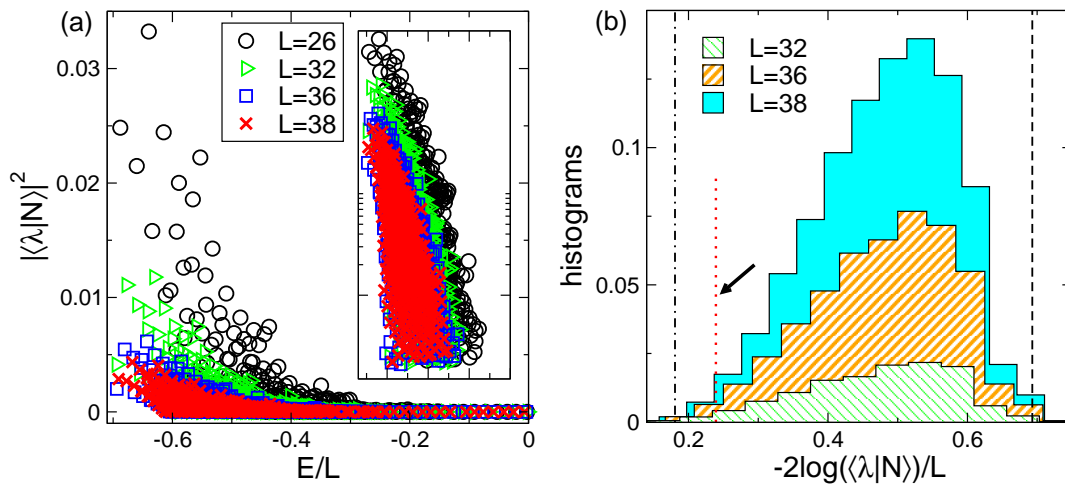 (a)
L=26
L=32
L=36
L=38
0.03
0.02
0.01
0
|⟨λ|N⟩|²
-0.6
-0.4
-0.2
0
E/L
(b)
L=32
L=36
L=38
0.1
0.05
0
histograms
0.2
0.4
0.6
-2log(⟨λ|N⟩)/L